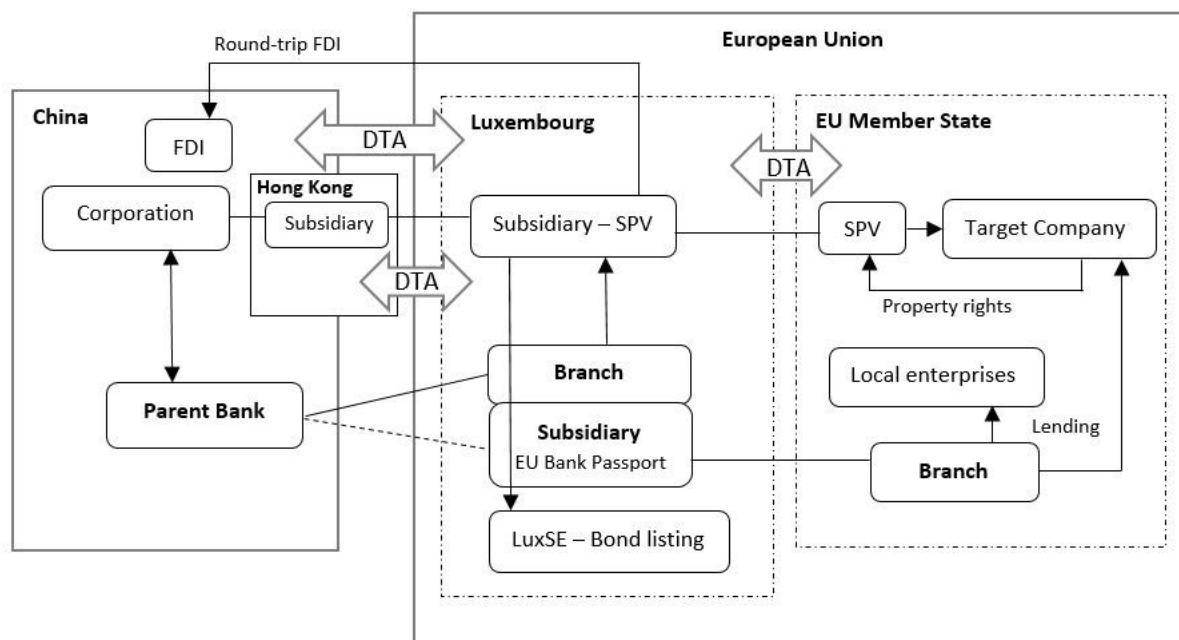 European Union
Round-trip FDI
China
FDI
DTA
Luxembourg
DTA
EU Member State
Hong Kong
Corporation
Subsidiary
Subsidiary – SPV
SPV
Target Company
DTA
Property rights
Branch
Local enterprises
Parent Bank
Subsidiary
EU Bank Passport
Lending
Branch
LuxSE – Bond listing